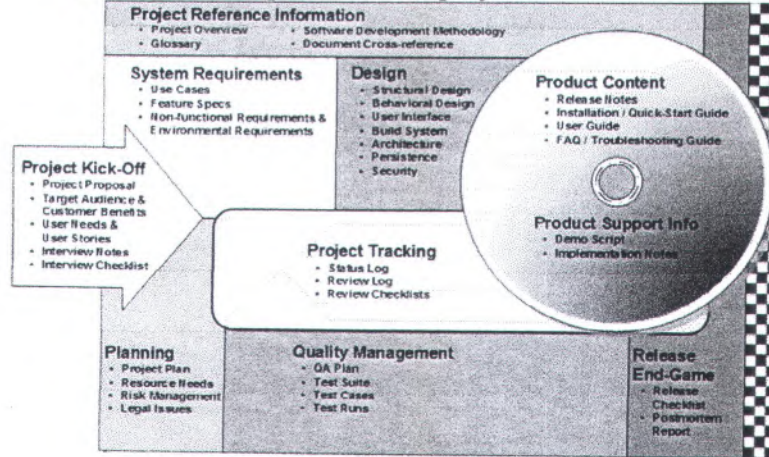 Project Reference Information
• Project Overview
• Glossary
• Software Development Methodology
• Document Cross-reference
System Requirements
• Use Cases
• Feature Specs
• Non-functional Requirements &
Environmental Requirements
Design
• Structural Design
• Behavioral Design
• User Interface
• Build System
• Architecture
• Persistence
• Security
Product Content
• Release Notes
• Installation / Quick-Start Guide
• User Guide
• FAQ / Troubleshooting Guide
Project Kick-Off
• Project Proposal
• Target Audience &
Customer Benefits
• User Needs &
User Stories
• Interview Notes
• Interview Checklist
Project Tracking
• Status Log
• Review Log
• Review Checklists
Product Support Info
• Demo Script
• Implementation Notes
Planning
• Project Plan
• Resource Needs
• Risk Management
• Legal Issues
Quality Management
• QA Plan
• Test Suite
• Test Cases
• Test Runs
Release
End-Game
• Release
Checklist
• Postmortem
Report